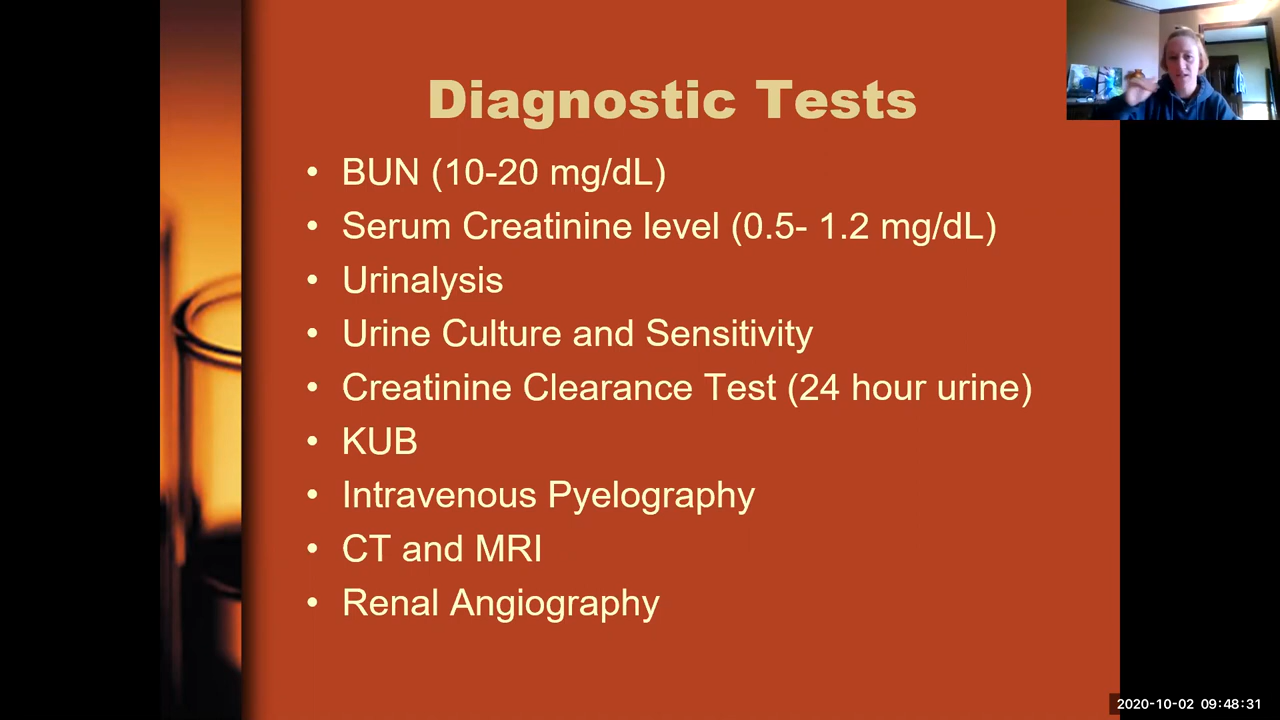 Diagnostic Tests
• BUN (10-20 mg/dL)
• Serum Creatinine level (0.5- 1.2 mg/dL)
• Urinalysis
• Urine Culture and Sensitivity
• Creatinine Clearance Test (24 hour urine)
• KUB
• Intravenous Pyelography
• CT and MRI
• Renal Angiography
2020-10-02 09:48:31